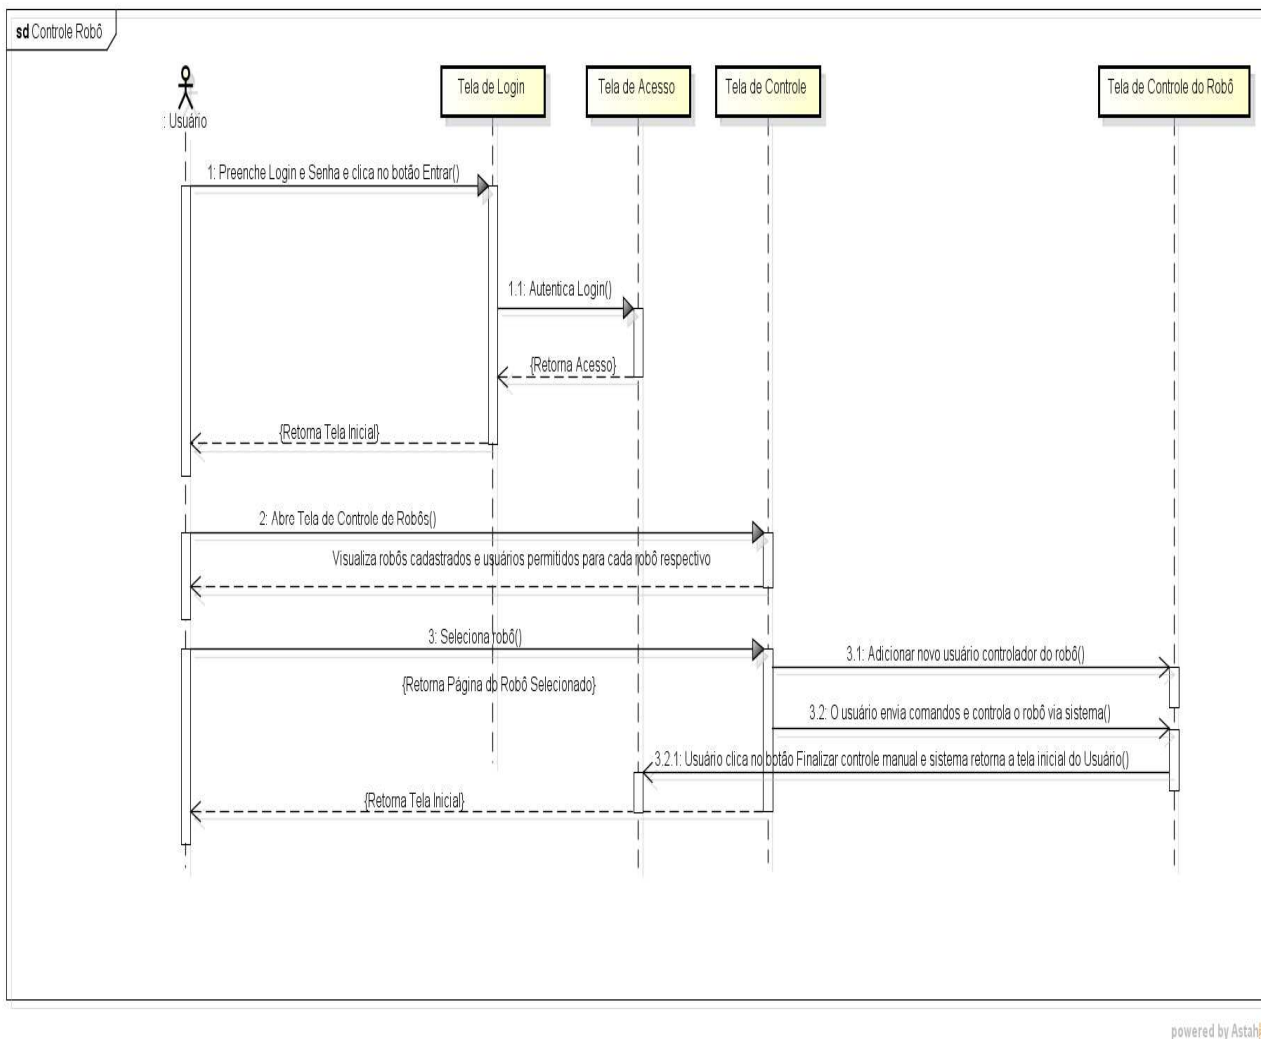 sd Controle Robô
: Usuário
Tela de Login
Tela de Acesso
Tela de Controle
Tela de Controle do Robô
1: Preenche Login e Senha e clica no botão Entrar()
1.1: Autentica Login()
{Retorna Acesso}
{Retorna Tela Inicial}
2: Abre Tela de Controle de Robôs()
Visualiza robôs cadastrados e usuários permitidos para cada robô respectivo
3: Seleciona robô()
3.1: Adicionar novo usuário controlador do robô()
{Retorna Página do Robô Selecionado}
3.2: O usuário envia comandos e controla o robô via sistema()
3.2.1: Usuário clica no botão Finalizar controle manual e sistema retorna a tela inicial do Usuário()
{Retorna Tela Inicial}
powered by Astah